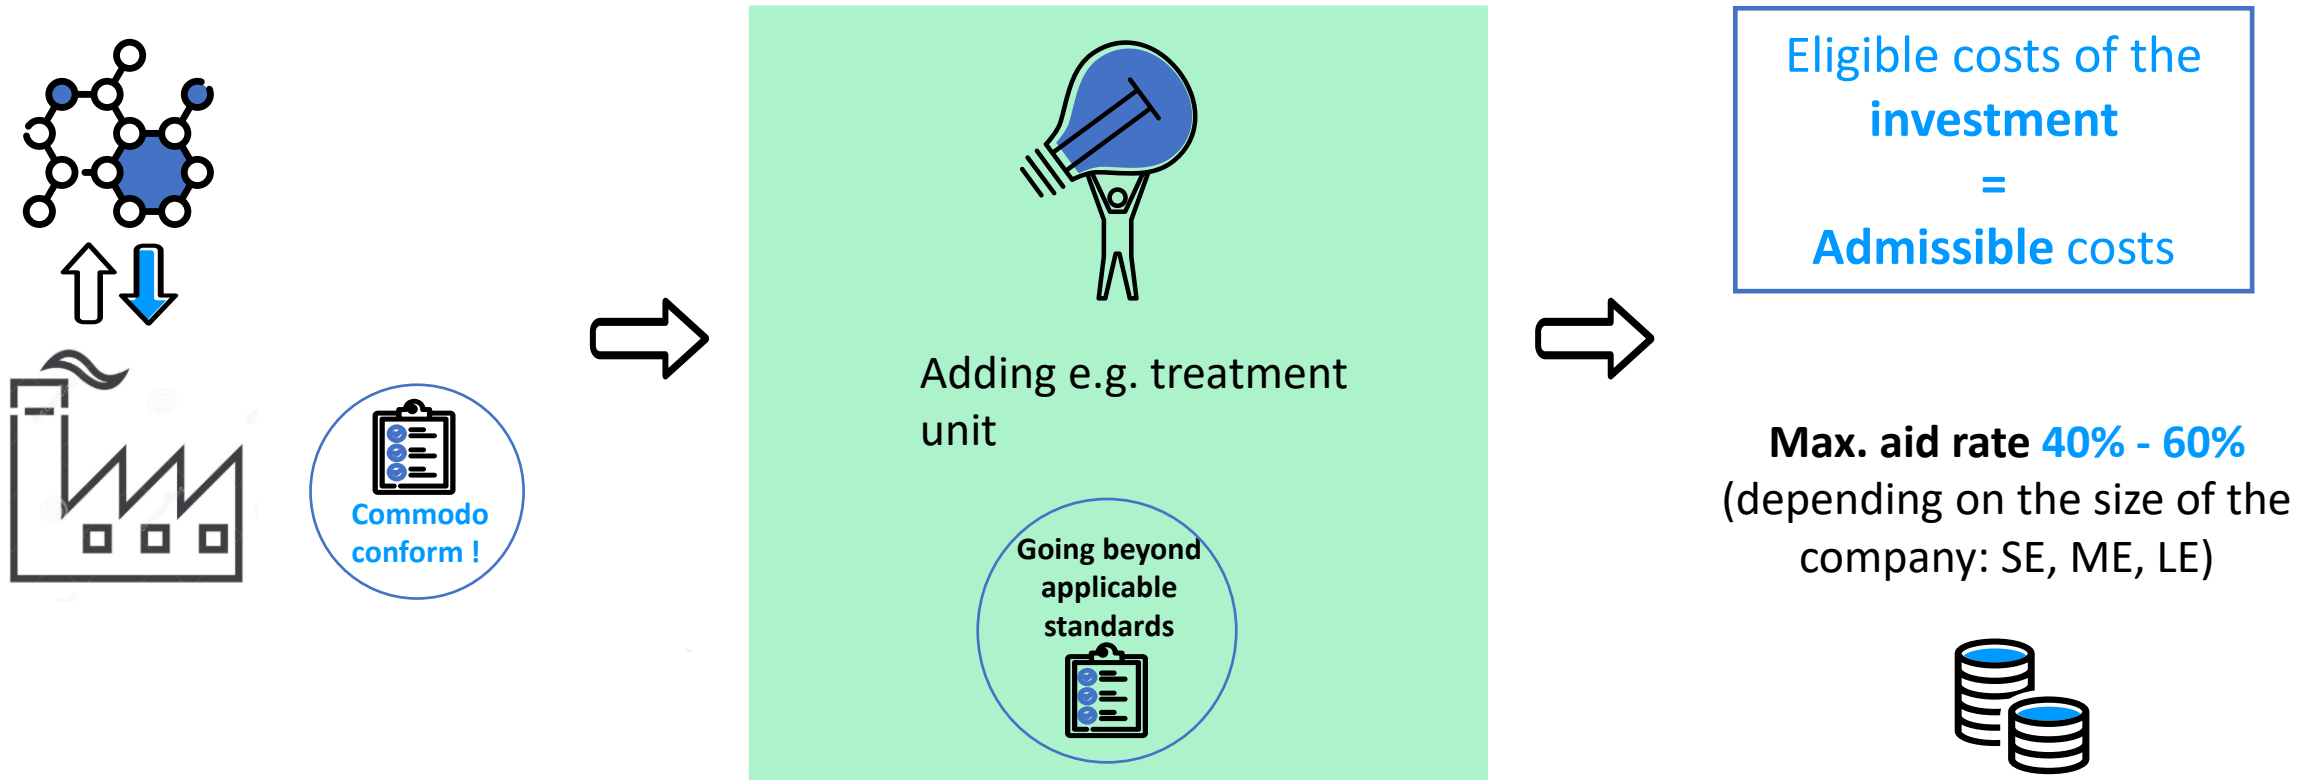 Commodo
conform !
Adding e.g. treatment
unit
Going beyond
applicable
standards
Eligible costs of the
investment
=
Admissible costs
Max. aid rate 40% - 60%
(depending on the size of the
company: SE, ME, LE)